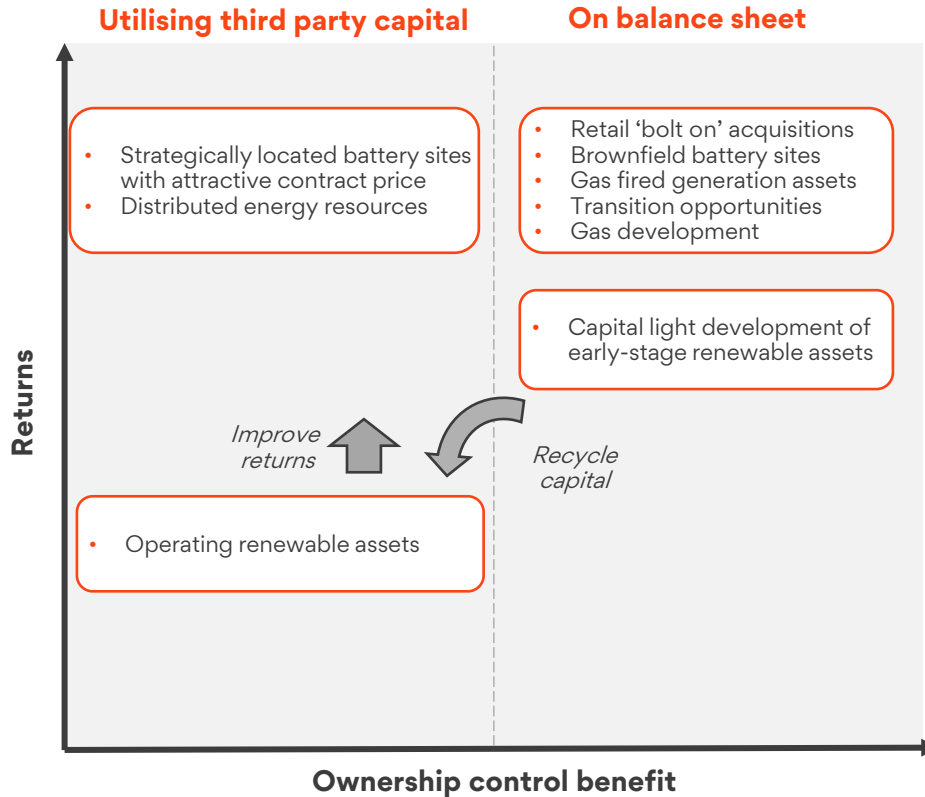 Utilising third party capital
On balance sheet
• Strategically located battery sites
with attractive contract price
• Distributed energy resources
• Retail ‘bolt on’ acquisitions
• Brownfield battery sites
• Gas fired generation assets
• Transition opportunities
• Gas development
• Capital light development of
early-stage renewable assets
Returns
Improve
returns
Recycle
capital
• Operating renewable assets
Ownership control benefit